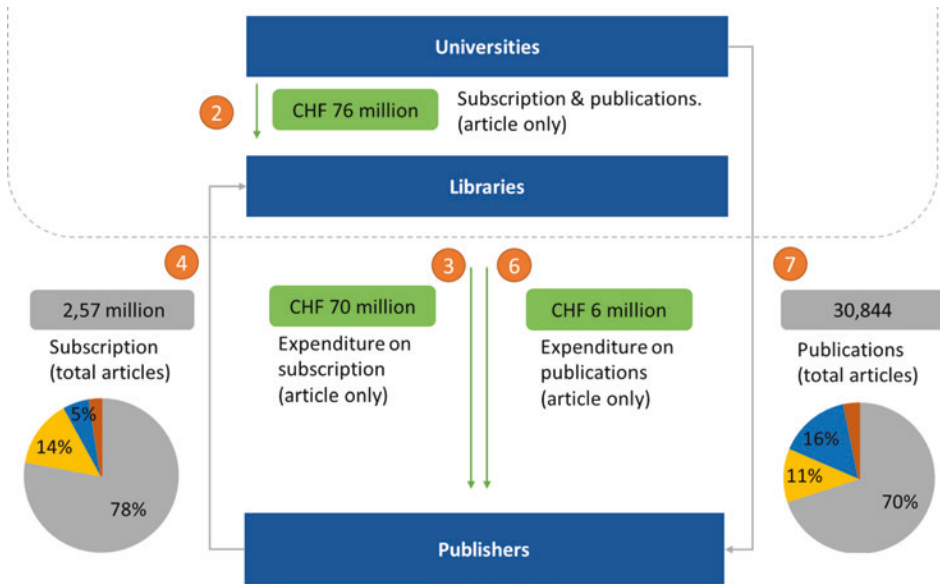 Universities
2
CHF 76 million
Subscription & publications.
(article only)
Libraries
4
3
6
7
2,57 million
Subscription
(total articles)
CHF 70 million
Expenditure on
subscription
(article only)
CHF 6 million
Expenditure on
publications
(article only)
30,844
Publications
(total articles)
5%
14%
78%
16%
11%
70%
Publishers